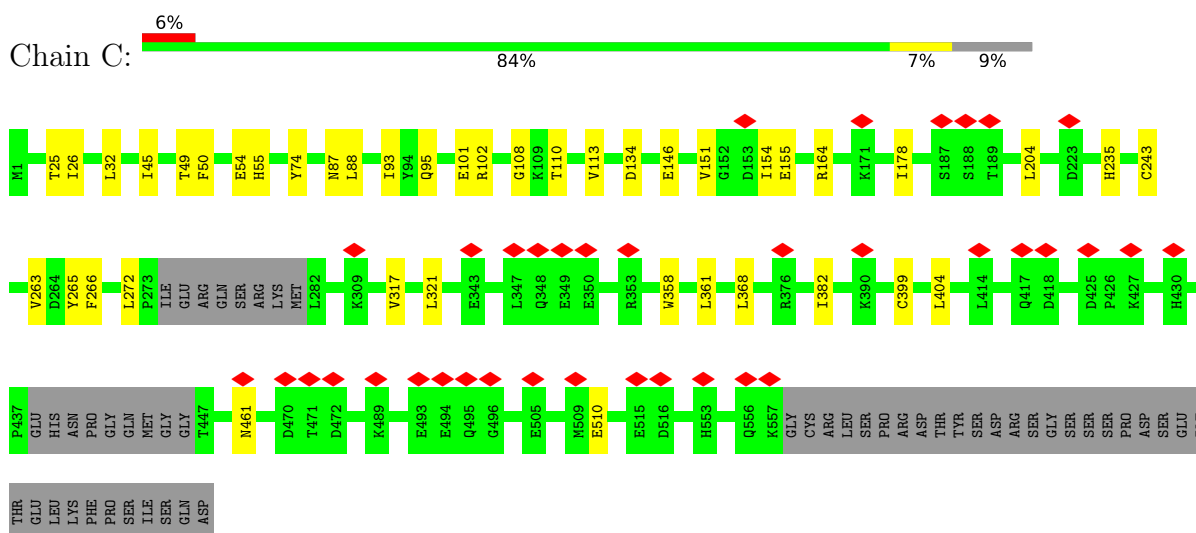 6%
Chain C:
84% 7% 9%
M1 T25 I26 L32 I45 T49 F50 E54 H55 Y74 N87 L88 I93 Y94 Q95 E101 R102 G108 K109 T110 V113 D134 E146 V151 G152 D153 I154 E155 R164 K171 I178 S187 S188 T189 L204 D223 H235 C243
V263 D264 Y265 F266 L272 P273 ILE GLU ARG GLN SER ARG LYS MET L282 K309 V317 L321 E343 L347 Q348 E349 E350 R353 W358 L361 L368 R376 I382 K390 C399 L404 L414 Q417 D418 D425 P426 K427 H430
P437 GLU HIS ASN PRO GLY GLN MET GLY GLY T447 N461 D470 T471 D472 K489 E493 E494 Q495 G496 E505 M509 E510 E515 D516 H553 Q556 K557 GLY CYS ARG LEU SER PRO ARG ASP THR TYR SER ASP ARG SER GLY SER SER SER PRO ASP SER GLU
THR GLU LEU LYS PHE PRO SER ILE SER GLN ASP